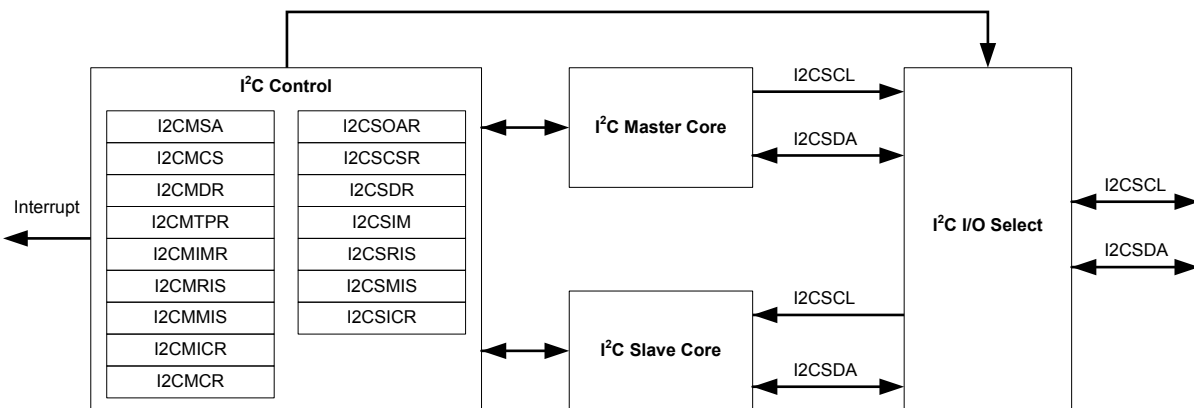 I²C Control
I2CMSA
I2CMCS
I2CMDR
I2CMTPR
I2CMIMR
I2CMRIS
I2CMMIS
I2CMICR
I2CMCR
I2CSOAR
I2CSCSR
I2CSDR
I2CSIM
I2CSRIS
I2CSMIS
I2CSICR
Interrupt
I²C Master Core
I2CSCL
I2CSDA
I²C Slave Core
I2CSCL
I2CSDA
I²C I/O Select
I2CSCL
I2CSDA